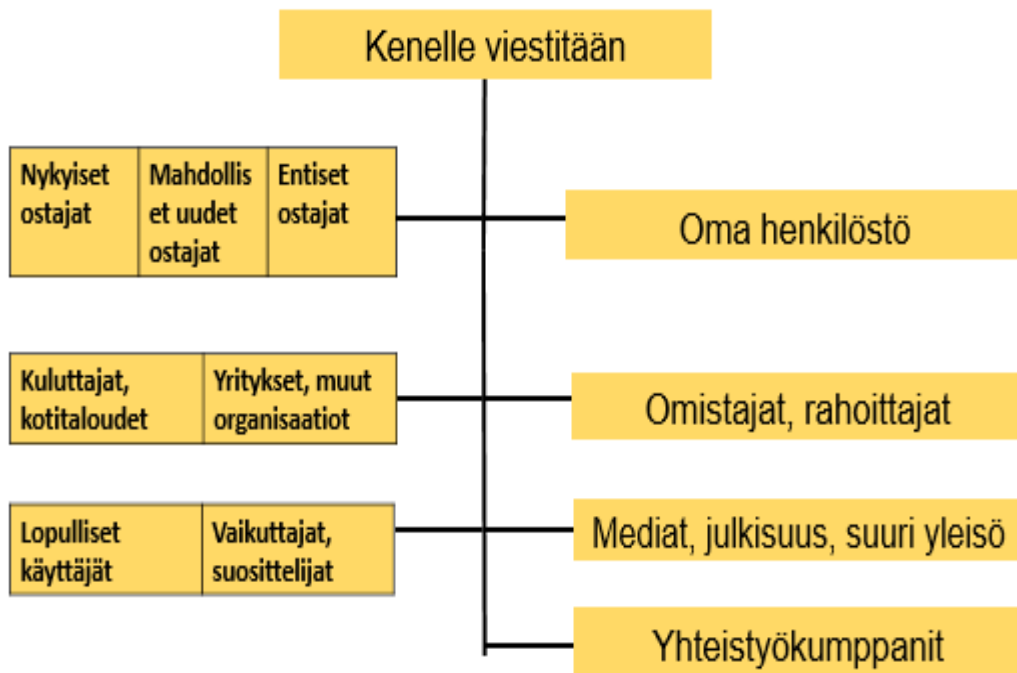 Kenelle viestitään
Nykyiset
ostajat
Mahdollis
et uudet
ostajat
Entiset
ostajat
Oma henkilöstö
Kuluttajat,
kotitaloudet
Yritykset, muut
organisaatiot
Omistajat, rahoittajat
Lopulliset
käyttäjät
Vaikuttajat,
suosittelijat
Mediat, julkisuus, suuri yleisö
Yhteistyökumppanit